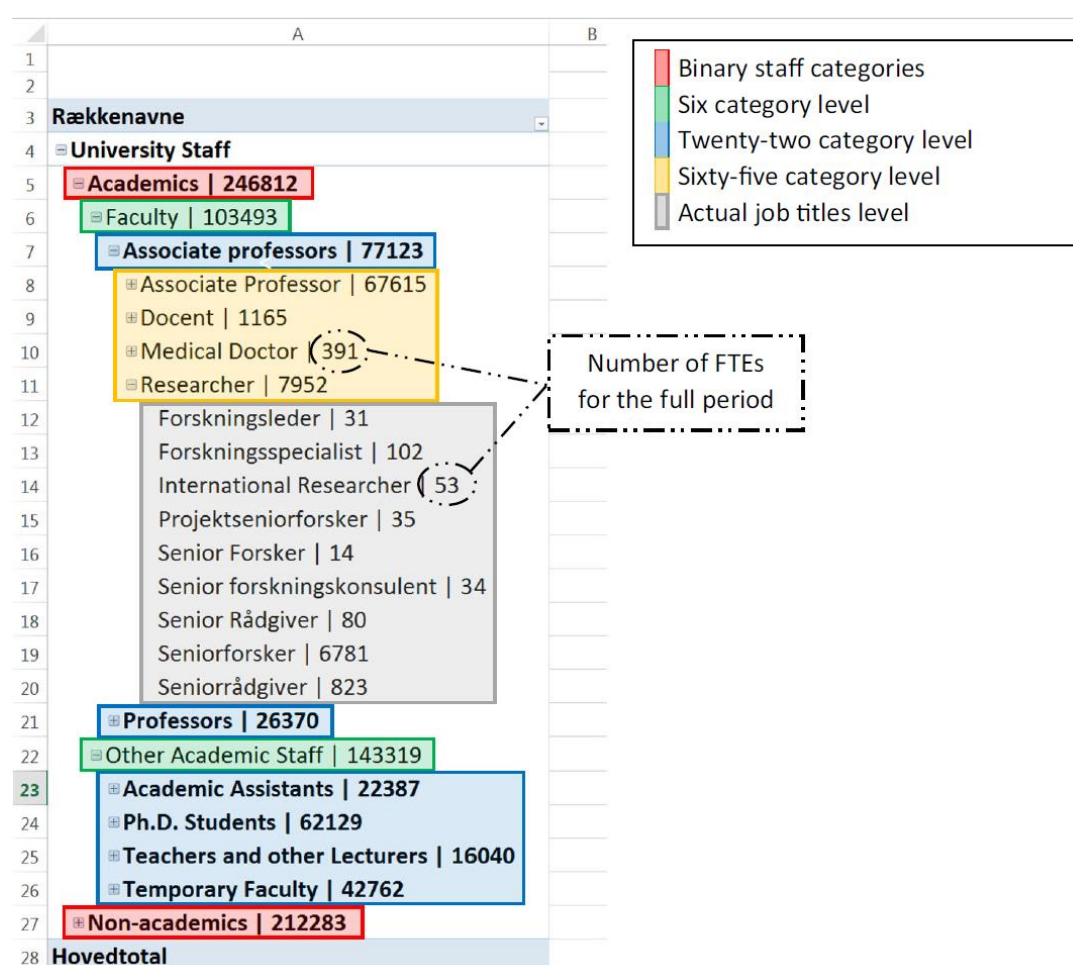 A B
1
2
3 Rækkenavne
4 University Staff
5 Academics | 246812
6 Faculty | 103493
7 Associate professors | 77123
8 Associate Professor | 67615
9 Docent | 1165
10 Medical Doctor | 391
11 Researcher | 7952
12 Forskningsleder | 31
13 Forskningsspecialist | 102
14 International Researcher | 53
15 Projektseniorforsker | 35
16 Senior Forsker | 14
17 Senior forskningskonsulent | 34
18 Senior Rådgiver | 80
19 Seniorforsker | 6781
20 Seniorrådgiver | 823
21 Professors | 26370
22 Other Academic Staff | 143319
23 Academic Assistants | 22387
24 Ph.D. Students | 62129
25 Teachers and other Lecturers | 16040
26 Temporary Faculty | 42762
27 Non-academics | 212283
28 Hovedtotal
Binary staff categories
Six category level
Twenty-two category level
Sixty-five category level
Actual job titles level
Number of FTEs
for the full period